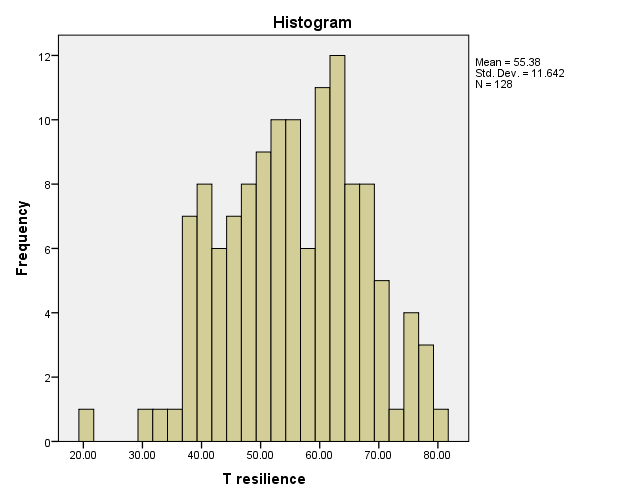 Histogram
Mean = 55.38
Std. Dev. = 11.642
N = 128
12
10
8
6
4
2
0
Frequency
20.00 30.00 40.00 50.00 60.00 70.00 80.00
T resilience